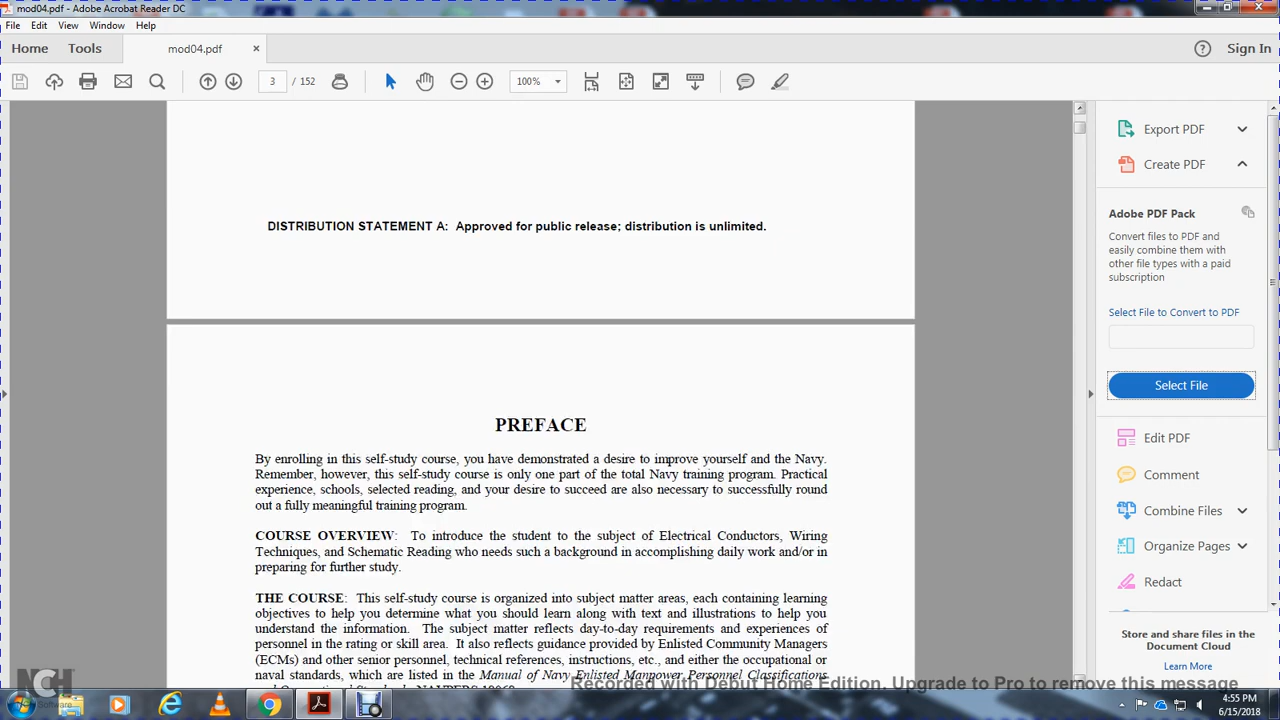 mod04.pdf - Adobe Acrobat Reader DC
File Edit View Window Help
Home Tools mod04.pdf × Sign In
3 / 152 100%
DISTRIBUTION STATEMENT A: Approved for public release; distribution is unlimited.
PREFACE
By enrolling in this self-study course, you have demonstrated a desire to improve yourself and the Navy.
Remember, however, this self-study course is only one part of the total Navy training program. Practical
experience, schools, selected reading, and your desire to succeed are also necessary to successfully round
out a fully meaningful training program.
COURSE OVERVIEW: To introduce the student to the subject of Electrical Conductors, Wiring
Techniques, and Schematic Reading who needs such a background in accomplishing daily work and/or in
preparing for further study.
THE COURSE: This self-study course is organized into subject matter areas, each containing learning
objectives to help you determine what you should learn along with text and illustrations to help you
understand the information. The subject matter reflects day-to-day requirements and experiences of
personnel in the rating or skill area. It also reflects guidance provided by Enlisted Community Managers
(ECMs) and other senior personnel, technical references, instructions, etc., and either the occupational or
naval standards, which are listed in the Manual of Navy Enlisted Manpower Personnel Classifications
Export PDF
Create PDF
Adobe PDF Pack
Convert files to PDF and
easily combine them with
other file types with a paid
subscription
Select File to Convert to PDF
Select File
Edit PDF
Comment
Combine Files
Organize Pages
Redact
Store and share files in the
Document Cloud
Learn More
NCH
Software
Recorded with Debut Home Edition. Upgrade to Pro to remove this message
4:55 PM
6/15/2018